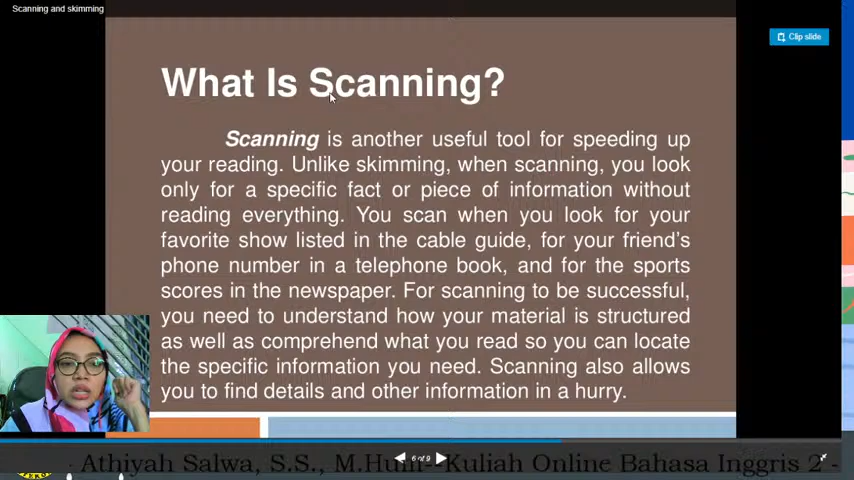 Scanning and skimming
Clip slide
What Is Scanning?
Scanning is another useful tool for speeding up
your reading. Unlike skimming, when scanning, you look
only for a specific fact or piece of information without
reading everything. You scan when you look for your
favorite show listed in the cable guide, for your friend's
phone number in a telephone book, and for the sports
scores in the newspaper. For scanning to be successful,
you need to understand how your material is structured
as well as comprehend what you read so you can locate
the specific information you need. Scanning also allows
you to find details and other information in a hurry.
6 of 9
Athiyah Salwa, S.S., M.Hum--Kuliah Online Bahasa Inggris 2 -